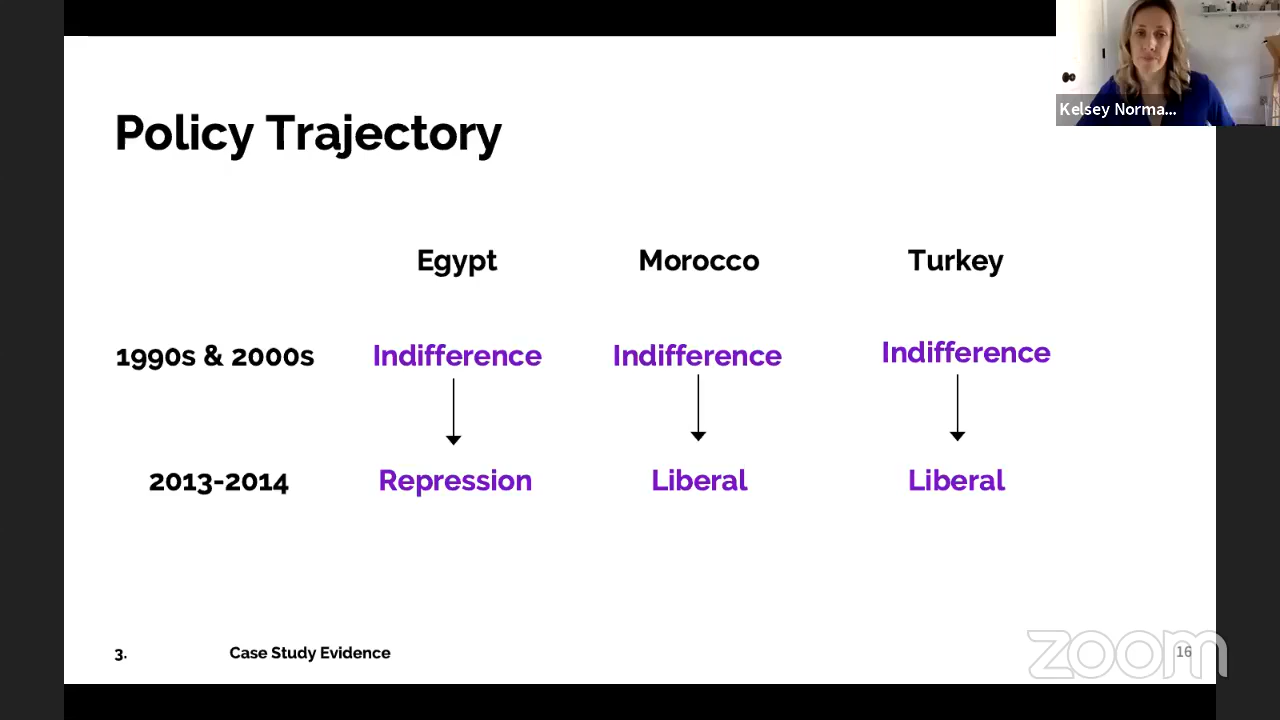 Policy Trajectory
Kelsey Norma...
Egypt Morocco Turkey
1990s & 2000s Indifference Indifference Indifference
2013-2014 Repression Liberal Liberal
3. Case Study Evidence
zoom 16